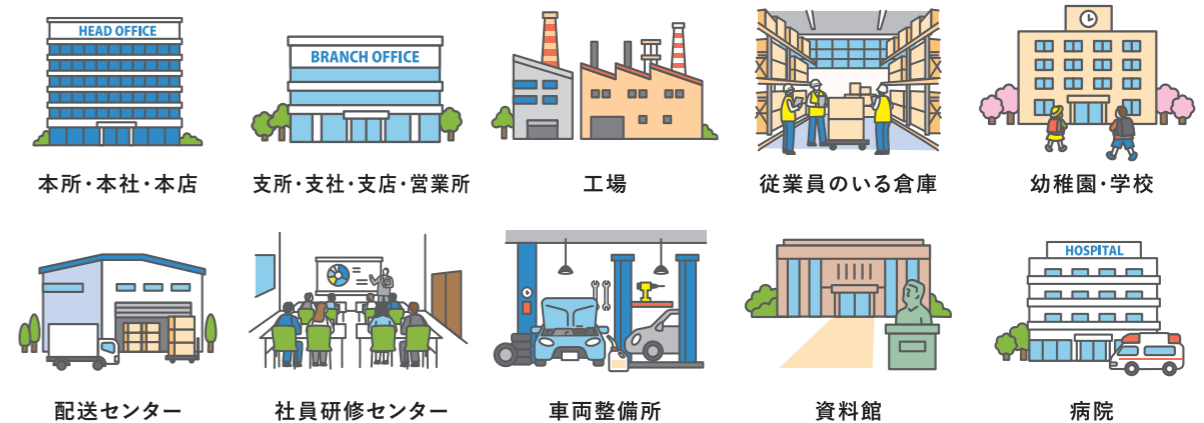 HEAD OFFICE
BRANCH OFFICE
本所・本社・本店
支所・支社・支店・営業所
工場
従業員のいる倉庫
幼稚園・学校
HOSPITAL
配送センター
社員研修センター
車両整備所
資料館
病院